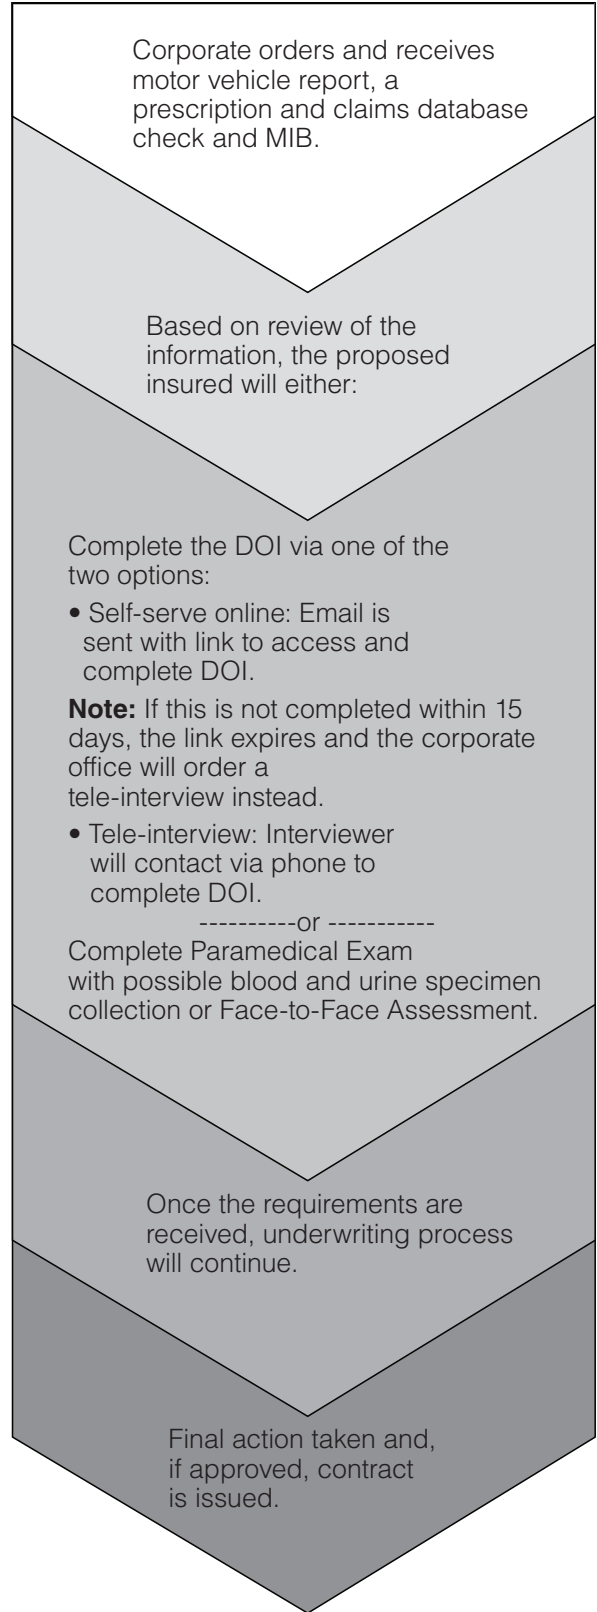 Corporate orders and receives
motor vehicle report, a
prescription and claims database
check and MIB.
Based on review of the
information, the proposed
insured will either:
Complete the DOI via one of the
two options:
• Self-serve online: Email is
sent with link to access and
complete DOI.
Note: If this is not completed within 15
days, the link expires and the corporate
office will order a
tele-interview instead.
• Tele-interview: Interviewer
will contact via phone to
complete DOI.
----------or -----------
Complete Paramedical Exam
with possible blood and urine specimen
collection or Face-to-Face Assessment.
Once the requirements are
received, underwriting process
will continue.
Final action taken and,
if approved, contract
is issued.